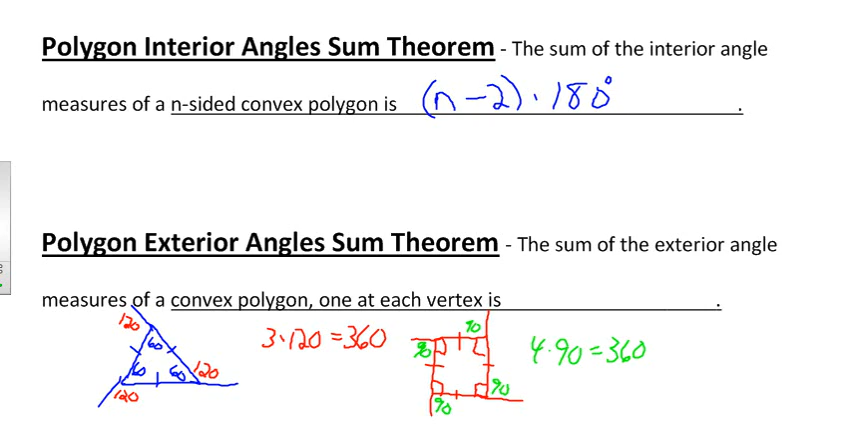 Polygon Interior Angles Sum Theorem - The sum of the interior angle
measures of a n-sided convex polygon is (n-2)·180° .
Polygon Exterior Angles Sum Theorem - The sum of the exterior angle
measures of a convex polygon, one at each vertex is .
120 60 60 60 120 120
3·120=360
90 90 90 90
4·90=360